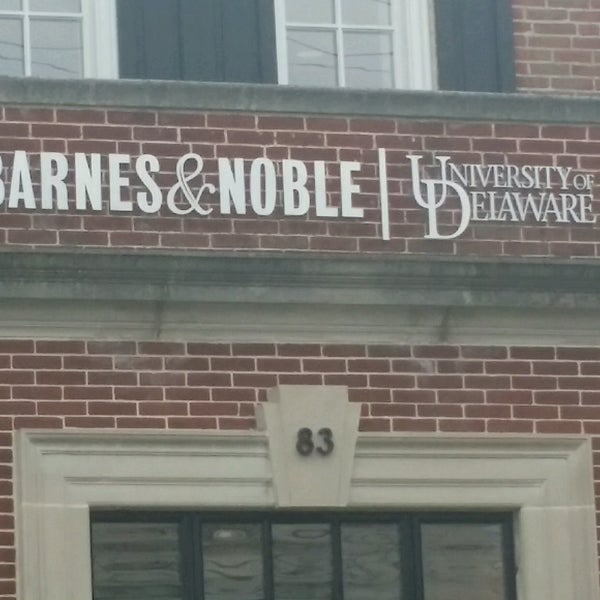 BARNES & NOBLE | UNIVERSITY OF DELAWARE
83